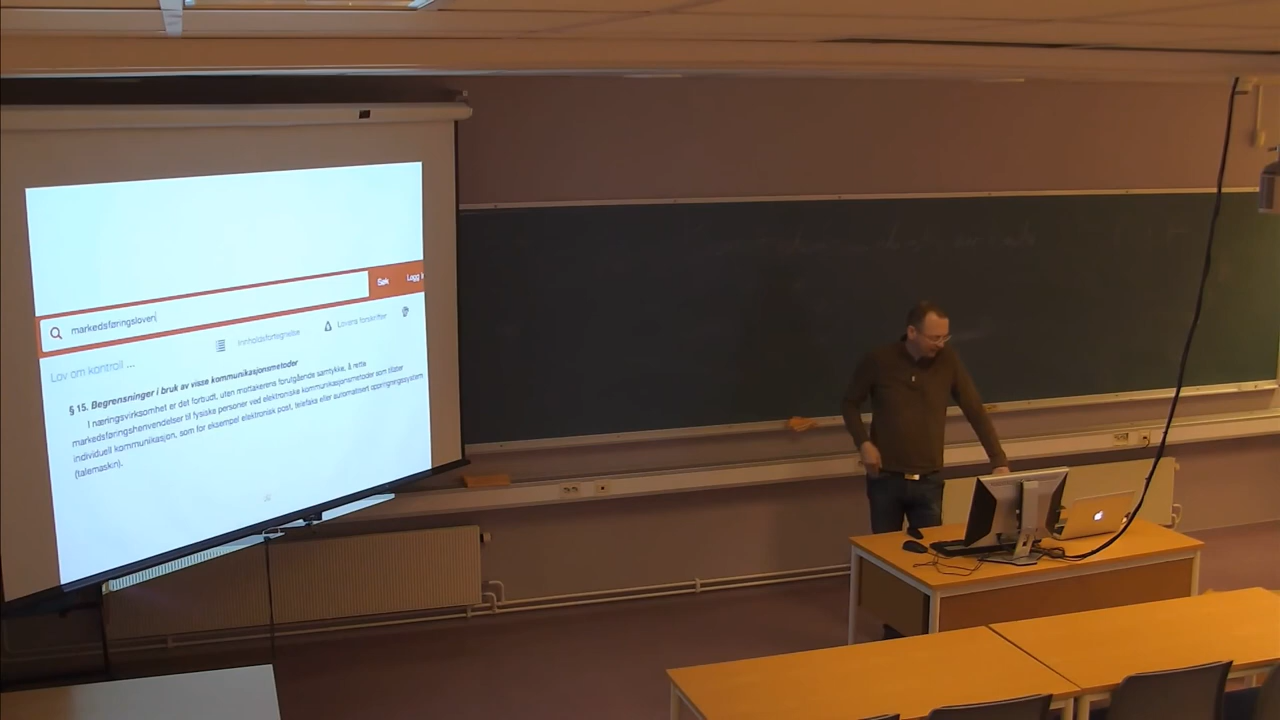 Søk Logg
markedsføringsloven
Lov om kontroll ...
Innholdsfortegnelse
Lovens forskrifter
§ 15. Begrensninger i bruk av visse kommunikasjonsmetoder
I næringsvirksomhet er det forbudt, uten mottakerens forutgående samtykke, å rette
markedsføringshenvendelser til fysiske personer ved elektroniske kommunikasjonsmetoder som tillater
individuell kommunikasjon, som for eksempel elektronisk post, telefaks eller automatisert oppringningssystem
(talemaskin).